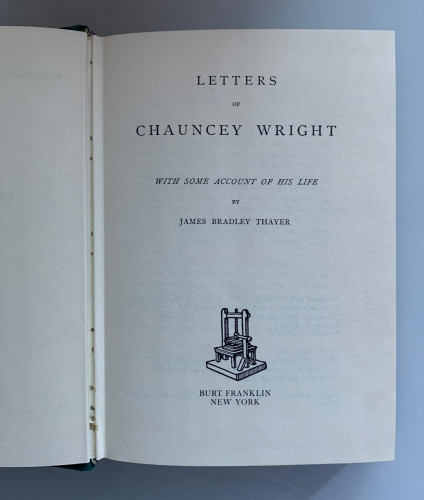 LETTERS
OF
CHAUNCEY WRIGHT
WITH SOME ACCOUNT OF HIS LIFE
BY
JAMES BRADLEY THAYER
BURT FRANKLIN
NEW YORK